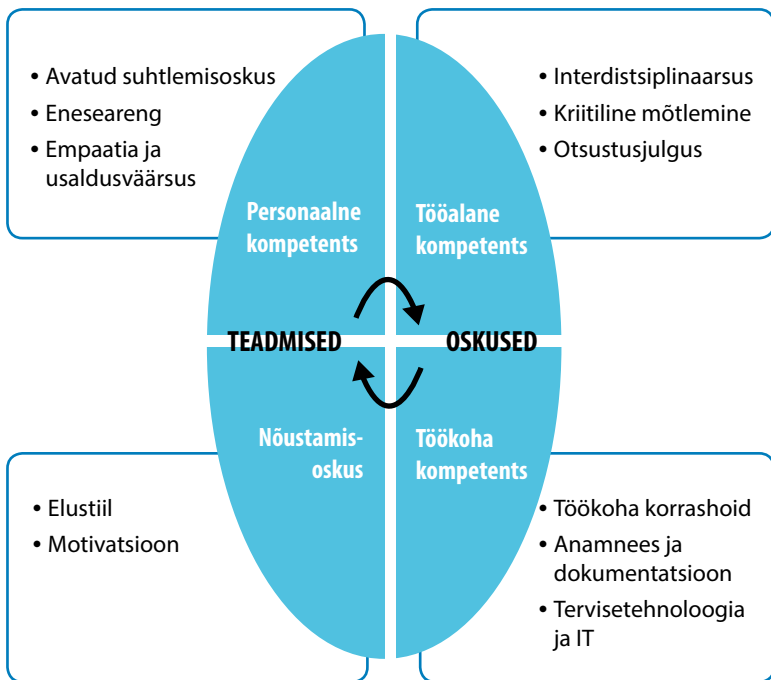 • Avatud suhtlemisoskus
• Eneseareng
• Empaatia ja
usaldusväärsus
• Interdistsiplinaarsus
• Kriitiline mõtlemine
• Otsustusjulgus
Personaalne
kompetents
Tööalane
kompetents
TEADMISED
OSKUSED
Nõustamis-
oskus
Töökoha
kompetents
• Elustiil
• Motivatsioon
• Töökoha korrashoid
• Anamnees ja
dokumentatsioon
• Tervisetehnoloogia
ja IT